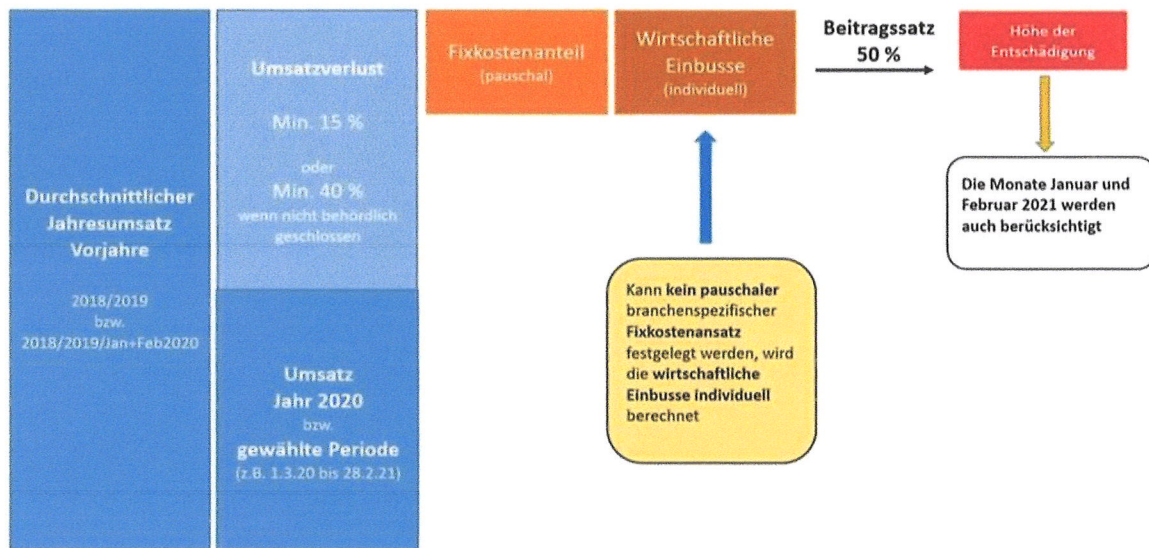 Durchschnittlicher
Jahresumsatz
Vorjahre
2018/2019
bzw.
2018/2019/Jan+Feb2020
Umsatzverlust
Min. 15 %
oder
Min. 40 %
wenn nicht behördlich
geschlossen
Umsatz
Jahr 2020
bzw.
gewählte Periode
(z.B. 1.3.20 bis 28.2.21)
Fixkostenanteil
(pauschal)
Wirtschaftliche
Einbusse
(individuell)
Kann kein pauschaler
branchenspezifischer
Fixkostenansatz
festgelegt werden, wird
die wirtschaftliche
Einbusse individuell
berechnet
Beitragssatz
50 %
Höhe der
Entschädigung
Die Monate Januar und
Februar 2021 werden
auch berücksichtigt